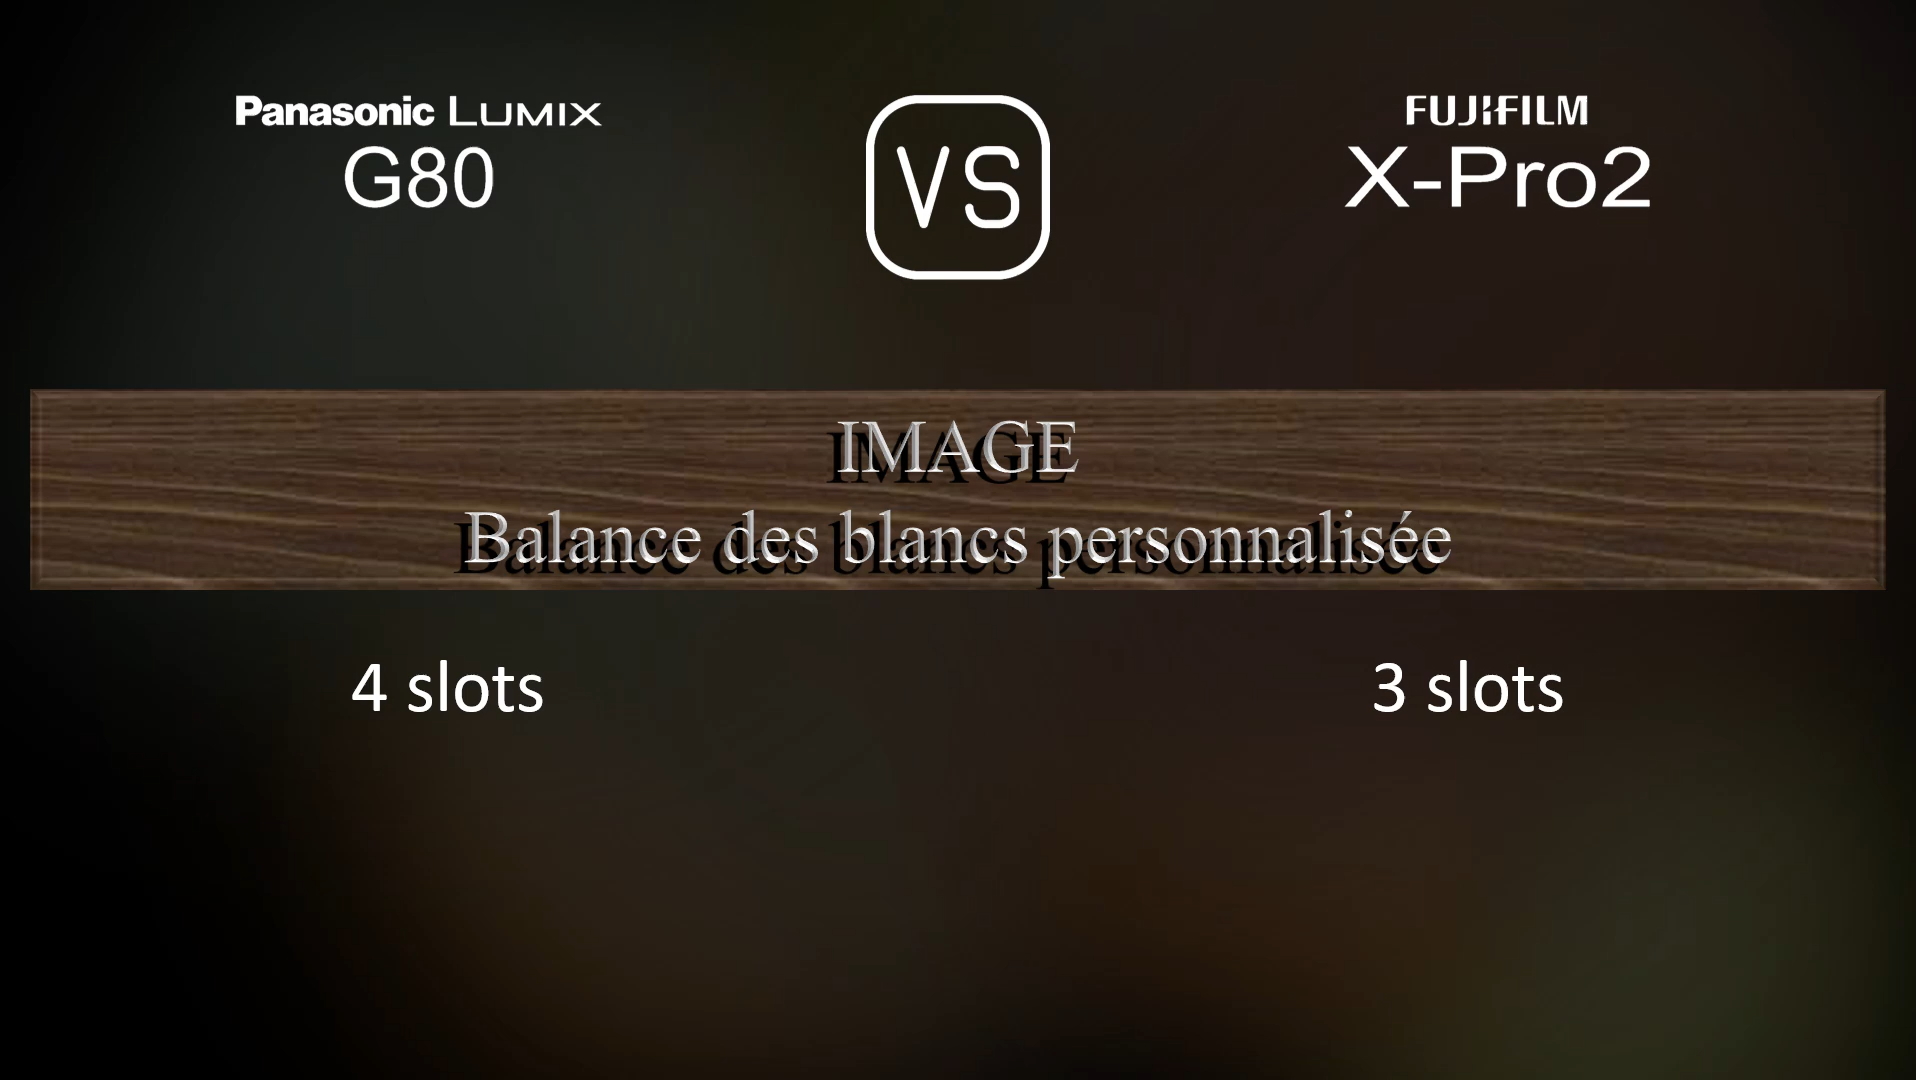 Panasonic LUMIX
G80
VS
FUJIFILM
X-Pro2
IMAGE
Balance des blancs personnalisée
4 slots
3 slots